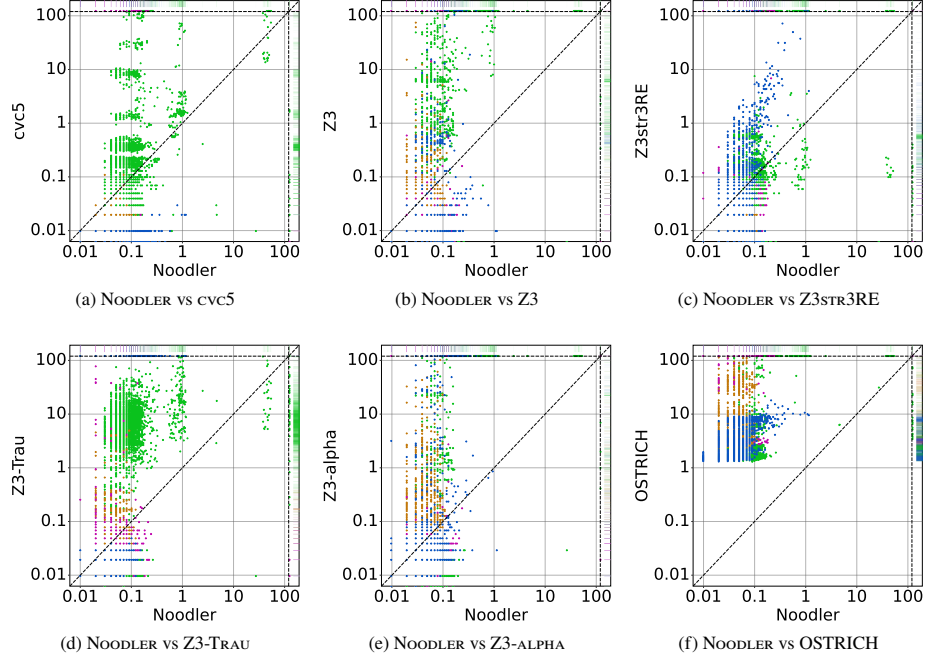 100
10
1
0.1
0.01
cvc5
0.01 0.1 1 10 100
Noodler
(a) NOODLER VS CVC5
100
10
1
0.1
0.01
Z3
0.01 0.1 1 10 100
Noodler
(b) NOODLER VS Z3
100
10
1
0.1
0.01
Z3str3RE
0.01 0.1 1 10 100
Noodler
(c) NOODLER VS Z3STR3RE
100
10
1
0.1
0.01
Z3-Trau
0.01 0.1 1 10 100
Noodler
(d) NOODLER VS Z3-TRAU
100
10
1
0.1
0.01
Z3-alpha
0.01 0.1 1 10 100
Noodler
(e) NOODLER VS Z3-ALPHA
100
10
1
0.1
0.01
OSTRICH
0.01 0.1 1 10 100
Noodler
(f) NOODLER VS OSTRICH